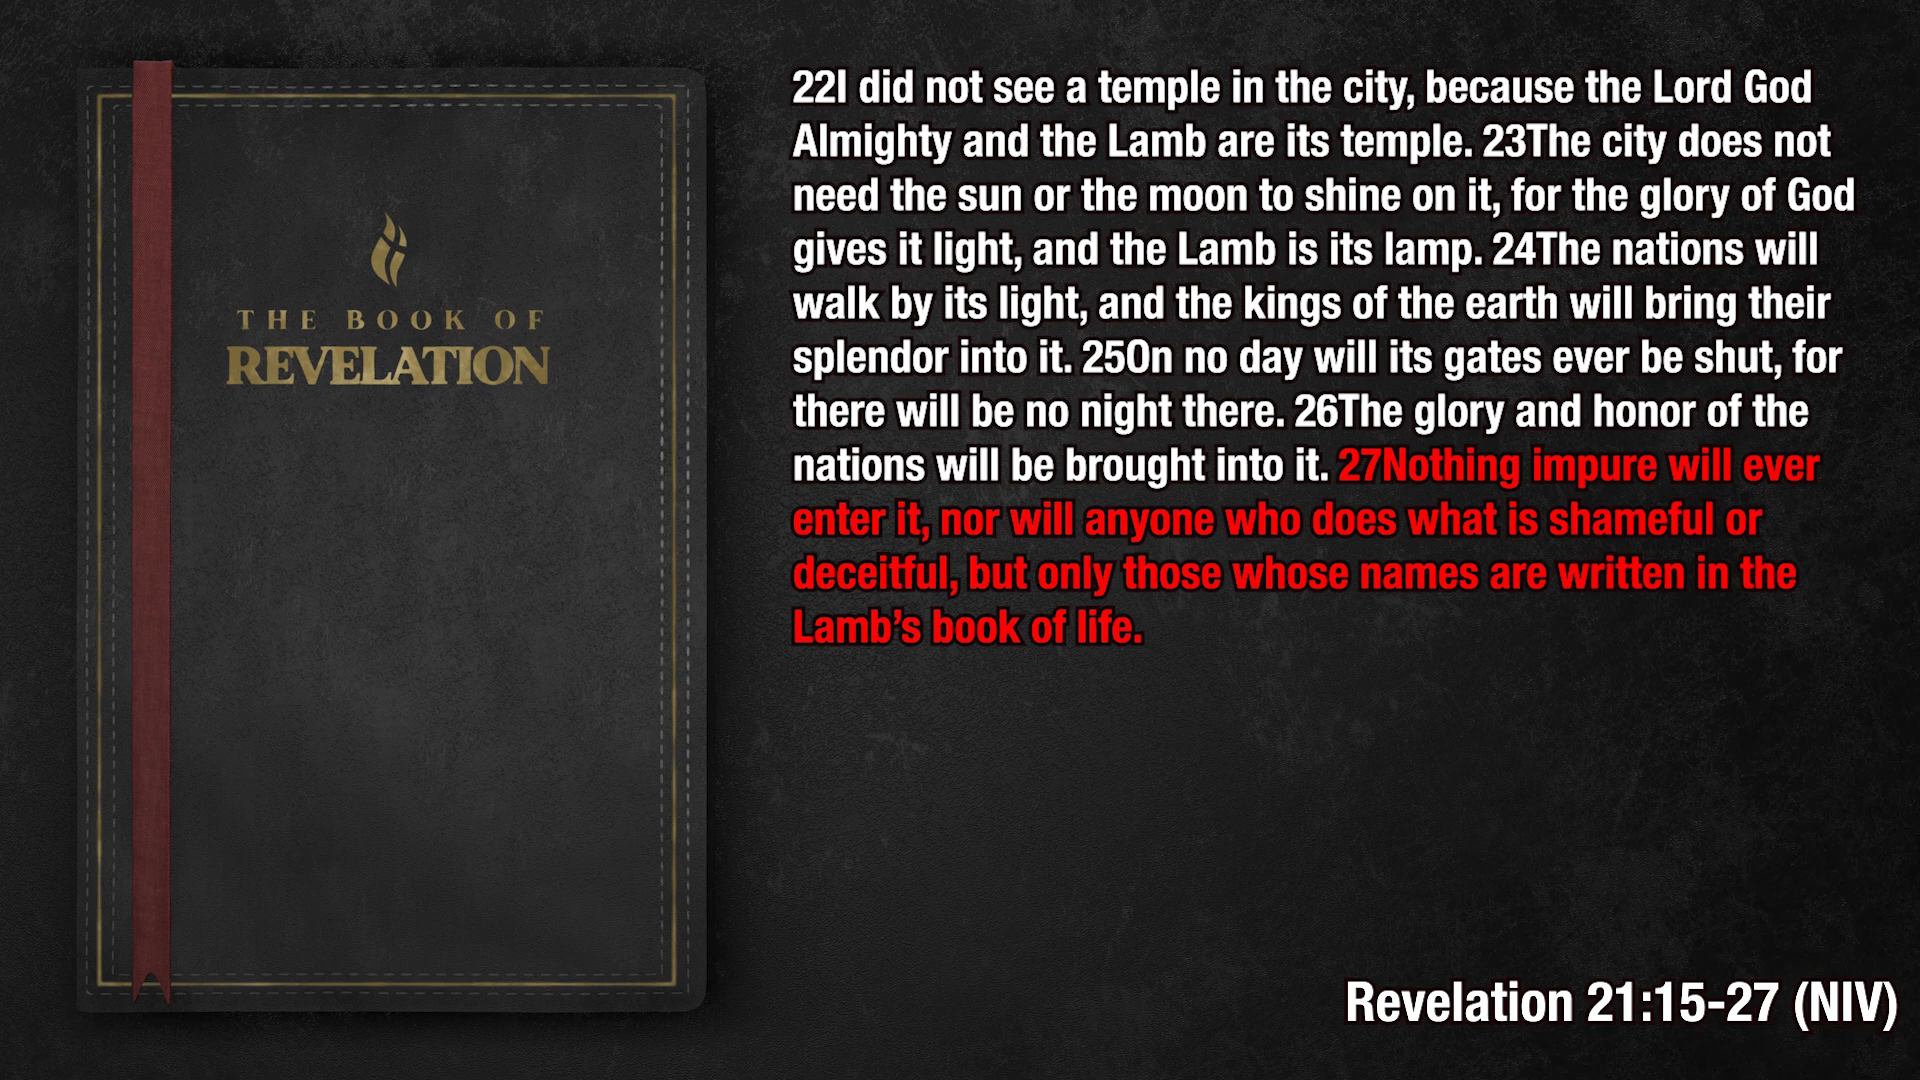 THE BOOK OF
REVELATION
22I did not see a temple in the city, because the Lord God
Almighty and the Lamb are its temple. 23The city does not
need the sun or the moon to shine on it, for the glory of God
gives it light, and the Lamb is its lamp. 24The nations will
walk by its light, and the kings of the earth will bring their
splendor into it. 25On no day will its gates ever be shut, for
there will be no night there. 26The glory and honor of the
nations will be brought into it. 27Nothing impure will ever
enter it, nor will anyone who does what is shameful or
deceitful, but only those whose names are written in the
Lamb’s book of life.
Revelation 21:15-27 (NIV)